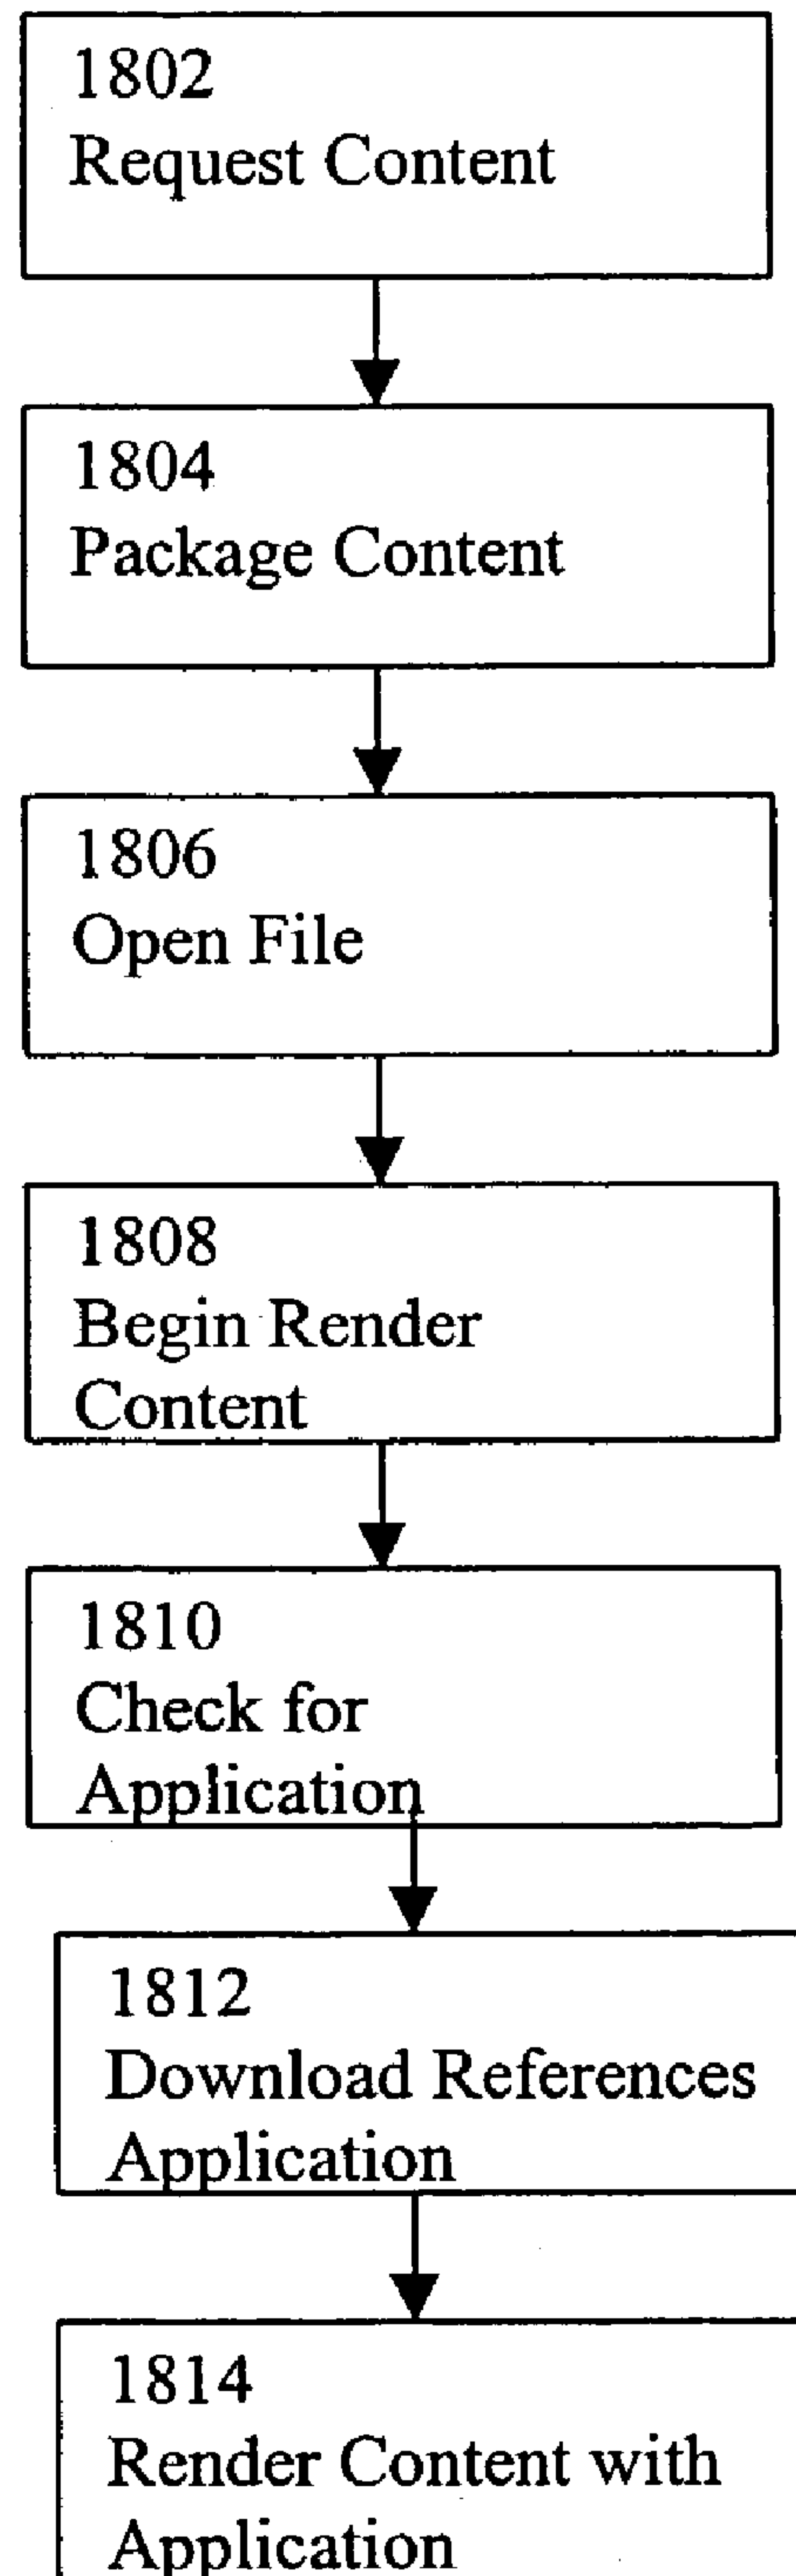 1802
Request Content
1804
Package Content
1806
Open File
1808
Begin Render
Content
1810
Check for
Application
1812
Download References
Application
1814
Render Content with
Application